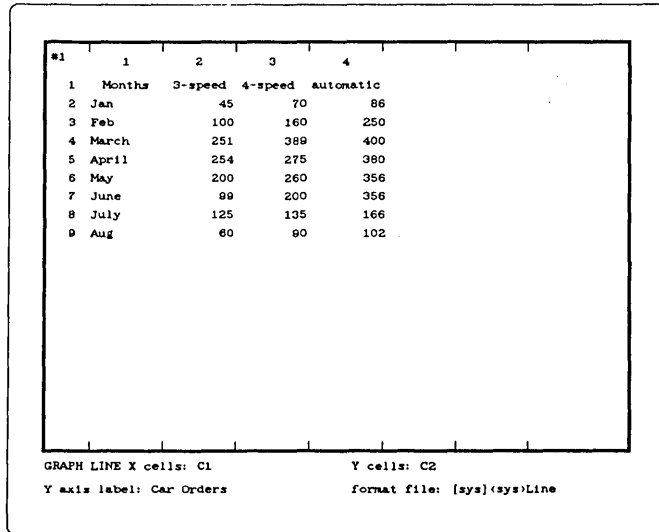 #1 1 2 3 4
1 Months 3-speed 4-speed automatic
2 Jan 45 70 86
3 Feb 100 160 250
4 March 251 389 400
5 April 254 275 380
6 May 200 260 356
7 June 99 200 356
8 July 125 135 166
9 Aug 60 90 102
GRAPH LINE X cells: C1 Y cells: C2
Y axis label: Car Orders format file: [sys]<sys>Line